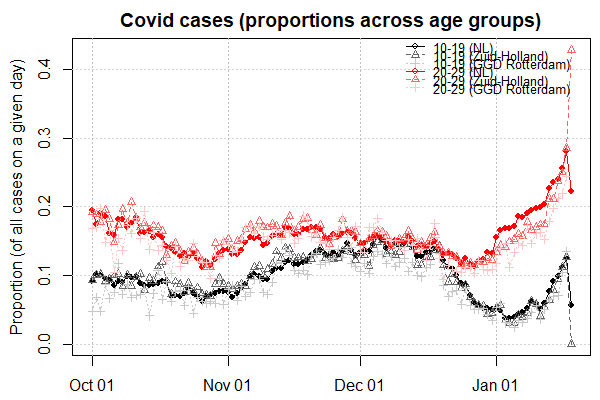 Covid cases (proportions across age groups)
Proportion (of all cases on a given day)
0.4
0.3
0.2
0.1
0.0
10-19 (NL)
10-19 (Zuid-Holland)
10-19 (GGD Rotterdam)
20-29 (NL)
20-29 (Zuid-Holland)
20-29 (GGD Rotterdam)
Oct 01
Nov 01
Dec 01
Jan 01